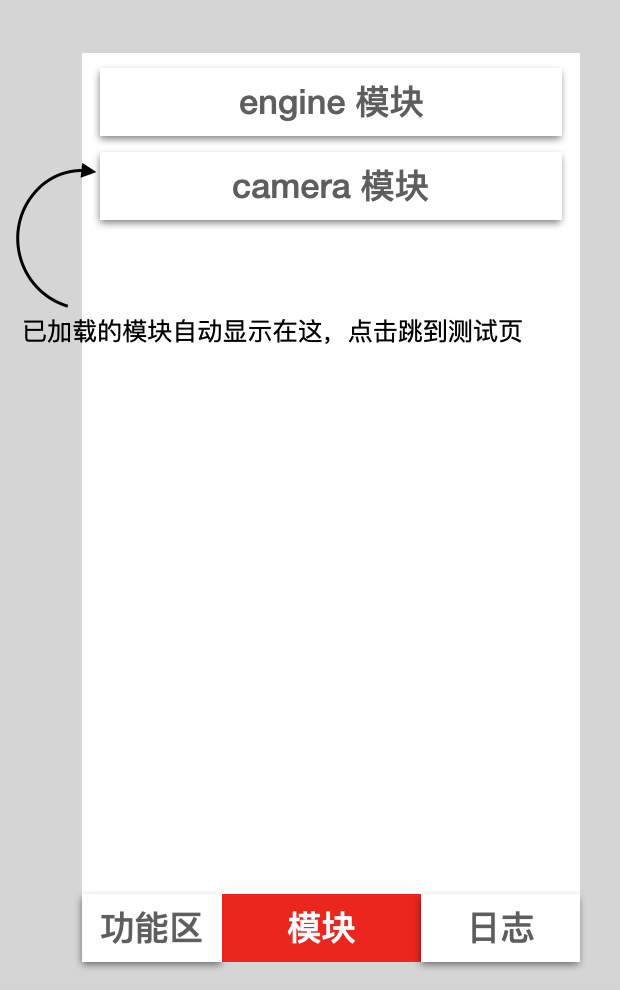 engine 模块
camera 模块
已加载的模块自动显示在这，点击跳到测试页
功能区
模块
日志